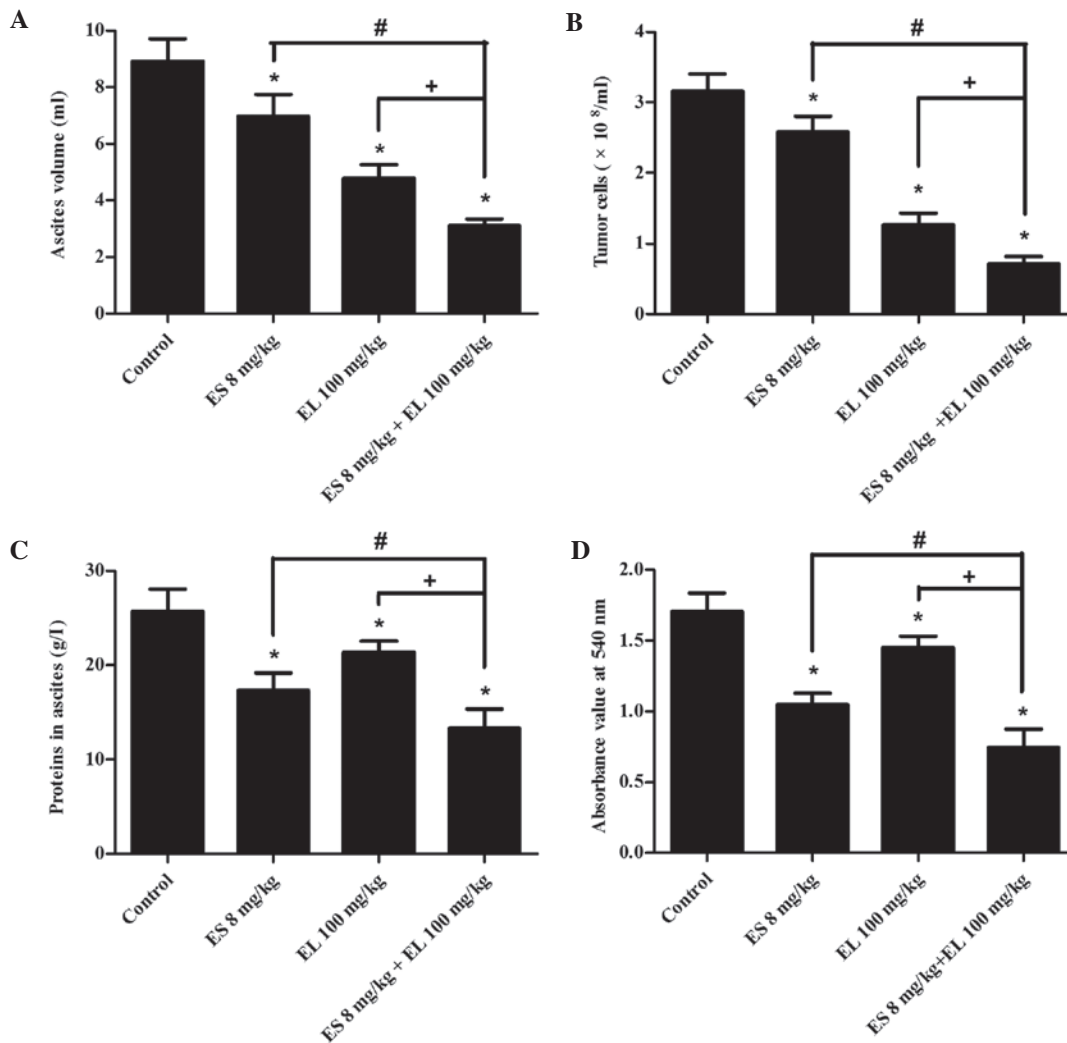 A
Ascites volume (ml)
10
8
6
4
2
0
#
+
*
*
*
Control
ES 8 mg/kg
EL 100 mg/kg
ES 8 mg/kg + EL 100 mg/kg
B
Tumor cells ( × 10 8/ml)
4
3
2
1
0
#
+
*
*
*
Control
ES 8 mg/kg
EL 100 mg/kg
ES 8 mg/kg +EL 100 mg/kg
C
Proteins in ascites (g/l)
30
20
10
0
#
+
*
*
*
Control
ES 8 mg/kg
EL 100 mg/kg
ES 8 mg/kg + EL 100 mg/kg
D
Absorbance value at 540 nm
2.0
1.5
1.0
0.5
0.0
#
+
*
*
*
Control
ES 8 mg/kg
EL 100 mg/kg
ES 8 mg/kg+EL 100 mg/kg